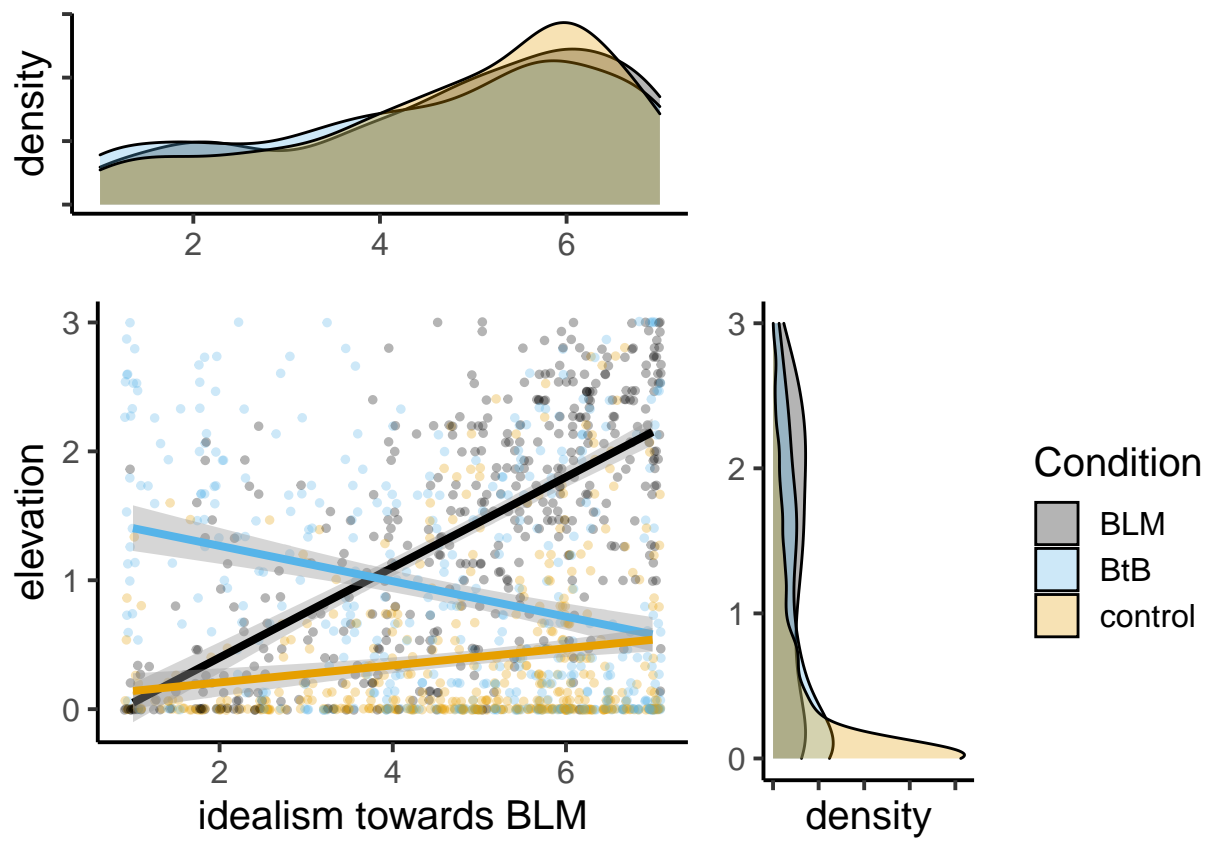 density
2 4 6
3
2
1
0
elevation
2 4 6
idealism towards BLM
3
2
1
0
density
Condition
BLM
BtB
control